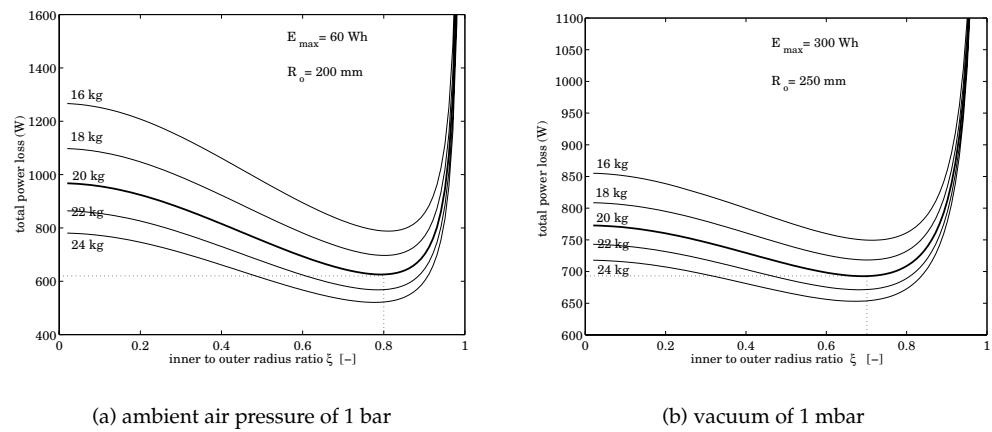 1600
1400
1200
1000
800
600
400
total power loss (W)
E max = 60 Wh
R o = 200 mm
16 kg
18 kg
20 kg
22 kg
24 kg
0 0.2 0.4 0.6 0.8 1
inner to outer radius ratio ξ [–]
(a) ambient air pressure of 1 bar
1100
1050
1000
950
900
850
800
750
700
650
600
total power loss (W)
E max = 300 Wh
R o = 250 mm
16 kg
18 kg
20 kg
22 kg
24 kg
0 0.2 0.4 0.6 0.8 1
inner to outer radius ratio ξ [–]
(b) vacuum of 1 mbar